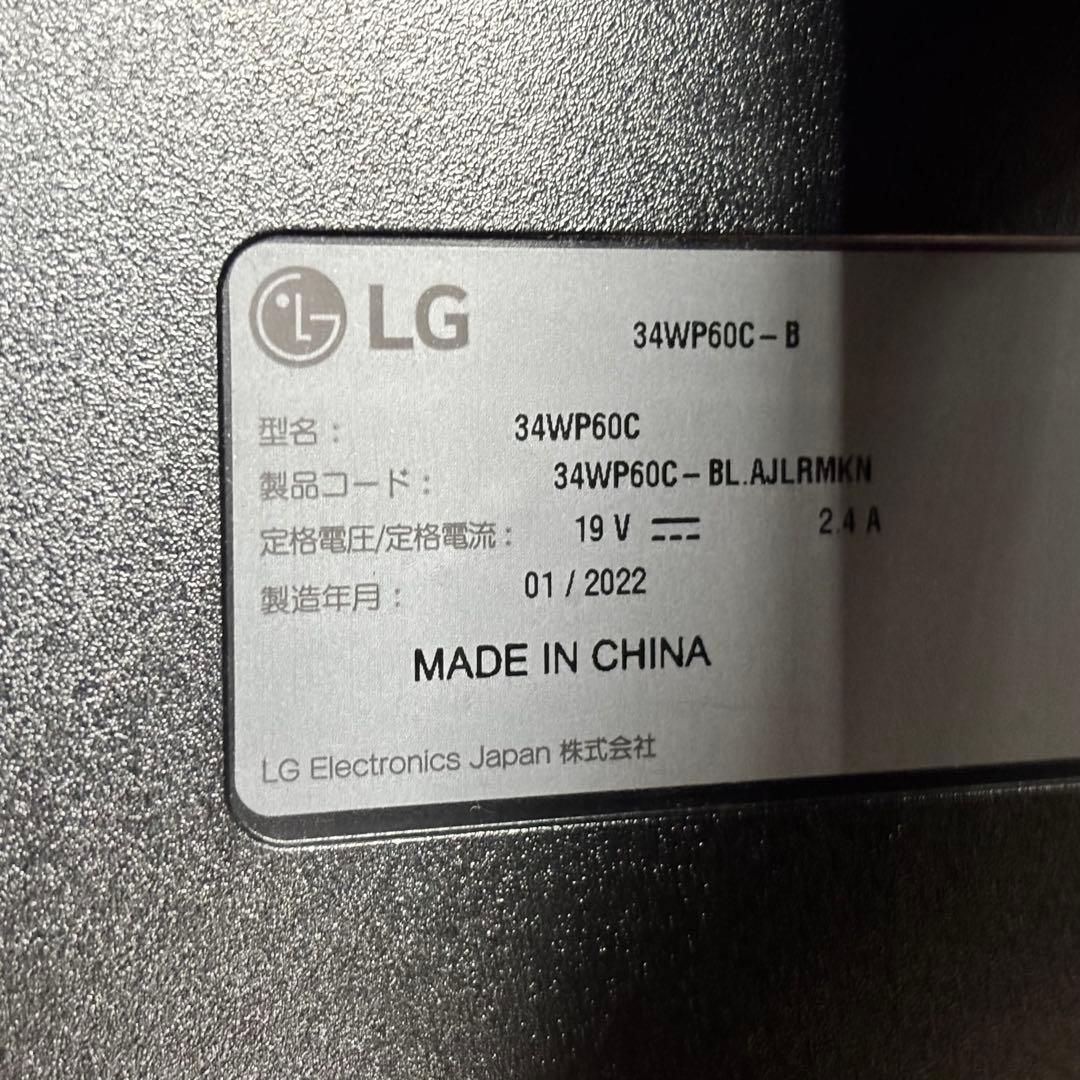 LG
34WP60C-B
型名: 34WP60C
製品コード: 34WP60C-BL.AJLRMKN
定格電圧/定格電流: 19 V ⎓ 2.4 A
製造年月: 01 / 2022
MADE IN CHINA
LG Electronics Japan 株式会社